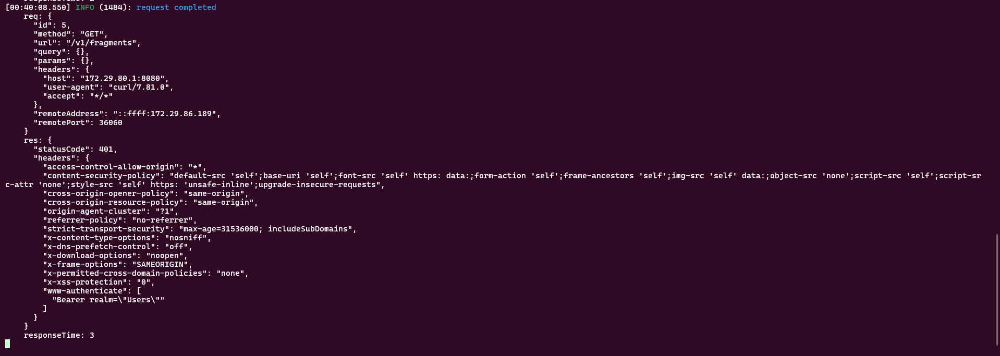 [00:40:08.550] INFO (1484): request completed
    req: {
      "id": 5,
      "method": "GET",
      "url": "/v1/fragments",
      "query": {},
      "params": {},
      "headers": {
        "host": "172.29.80.1:8080",
        "user-agent": "curl/7.81.0",
        "accept": "*/*"
      },
      "remoteAddress": "::ffff:172.29.86.189",
      "remotePort": 36060
    }
    res: {
      "statusCode": 401,
      "headers": {
        "access-control-allow-origin": "*",
        "content-security-policy": "default-src 'self';base-uri 'self';font-src 'self' https: data:;form-action 'self';frame-ancestors 'self';img-src 'self' data:;object-src 'none';script-src 'self';script-sr
c-attr 'none';style-src 'self' https: 'unsafe-inline';upgrade-insecure-requests",
        "cross-origin-opener-policy": "same-origin",
        "cross-origin-resource-policy": "same-origin",
        "origin-agent-cluster": "?1",
        "referrer-policy": "no-referrer",
        "strict-transport-security": "max-age=31536000; includeSubDomains",
        "x-content-type-options": "nosniff",
        "x-dns-prefetch-control": "off",
        "x-download-options": "noopen",
        "x-frame-options": "SAMEORIGIN",
        "x-permitted-cross-domain-policies": "none",
        "x-xss-protection": "0",
        "www-authenticate": [
          "Bearer realm=\"Users\""
        ]
      }
    }
    responseTime: 3